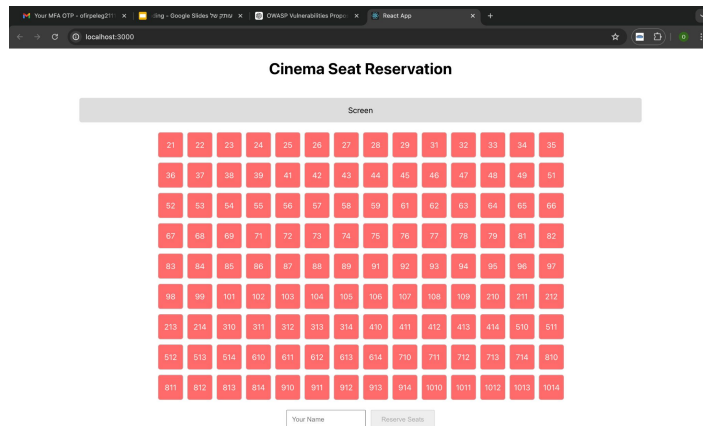 Your MFA OTP - ofirpeleg211
ding - Google Slides עותק של
OWASP Vulnerabilities Propo
React App
localhost:3000
Cinema Seat Reservation
Screen
21 22 23 24 25 26 27 28 29 31 32 33 34 35
36 37 38 39 41 42 43 44 45 46 47 48 49 51
52 53 54 55 56 57 58 59 61 62 63 64 65 66
67 68 69 71 72 73 74 75 76 77 78 79 81 82
83 84 85 86 87 88 89 91 92 93 94 95 96 97
98 99 101 102 103 104 105 106 107 108 109 210 211 212
213 214 310 311 312 313 314 410 411 412 413 414 510 511
512 513 514 610 611 612 613 614 710 711 712 713 714 810
811 812 813 814 910 911 912 913 914 1010 1011 1012 1013 1014
Your Name Reserve Seats